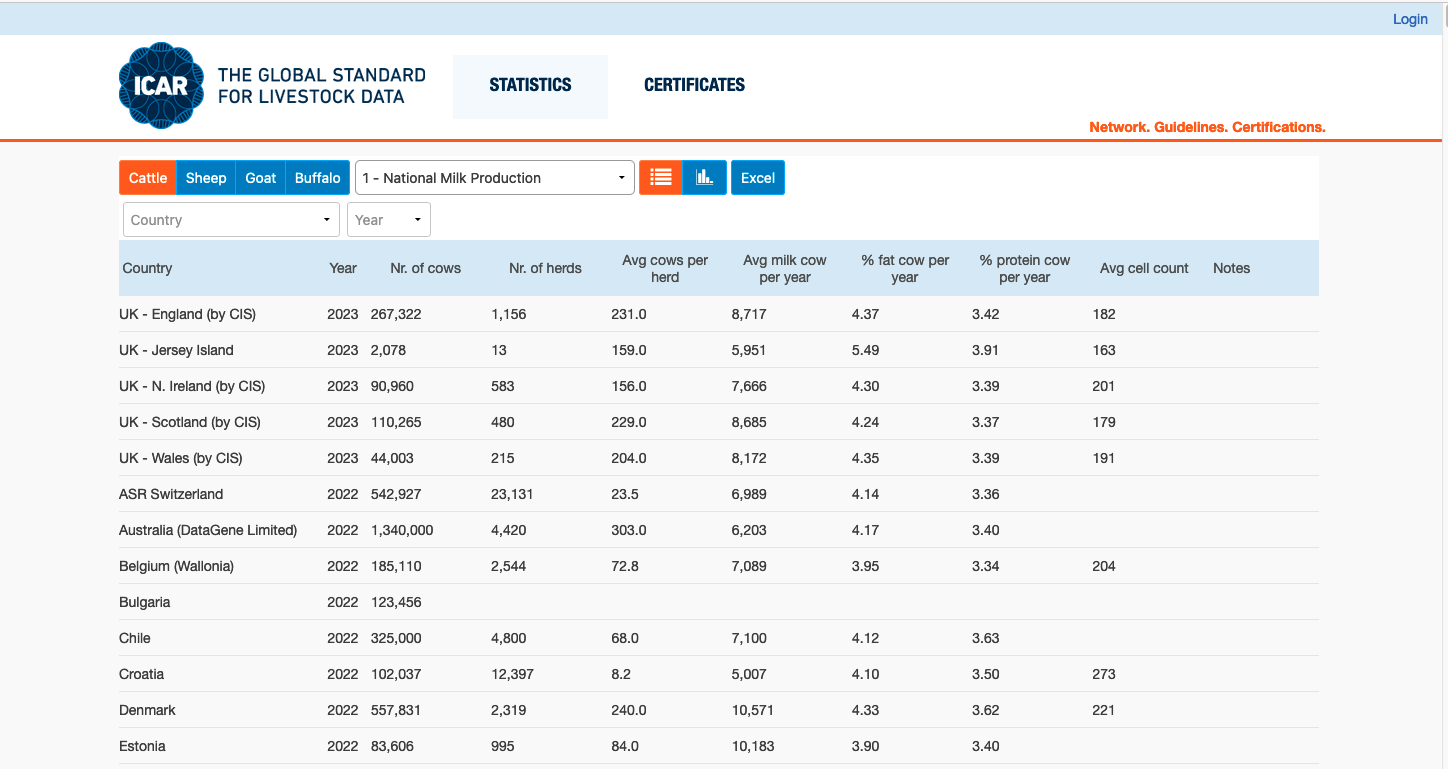 Login
ICAR
THE GLOBAL STANDARD
FOR LIVESTOCK DATA
STATISTICS
CERTIFICATES
Network. Guidelines. Certifications.
Cattle Sheep Goat Buffalo 1 - National Milk Production Excel
Country Year
Country Year Nr. of cows Nr. of herds Avg cows per herd Avg milk cow per year % fat cow per year % protein cow per year Avg cell count Notes
UK - England (by CIS) 2023 267,322 1,156 231.0 8,717 4.37 3.42 182
UK - Jersey Island 2023 2,078 13 159.0 5,951 5.49 3.91 163
UK - N. Ireland (by CIS) 2023 90,960 583 156.0 7,666 4.30 3.39 201
UK - Scotland (by CIS) 2023 110,265 480 229.0 8,685 4.24 3.37 179
UK - Wales (by CIS) 2023 44,003 215 204.0 8,172 4.35 3.39 191
ASR Switzerland 2022 542,927 23,131 23.5 6,989 4.14 3.36
Australia (DataGene Limited) 2022 1,340,000 4,420 303.0 6,203 4.17 3.40
Belgium (Wallonia) 2022 185,110 2,544 72.8 7,089 3.95 3.34 204
Bulgaria 2022 123,456
Chile 2022 325,000 4,800 68.0 7,100 4.12 3.63
Croatia 2022 102,037 12,397 8.2 5,007 4.10 3.50 273
Denmark 2022 557,831 2,319 240.0 10,571 4.33 3.62 221
Estonia 2022 83,606 995 84.0 10,183 3.90 3.40